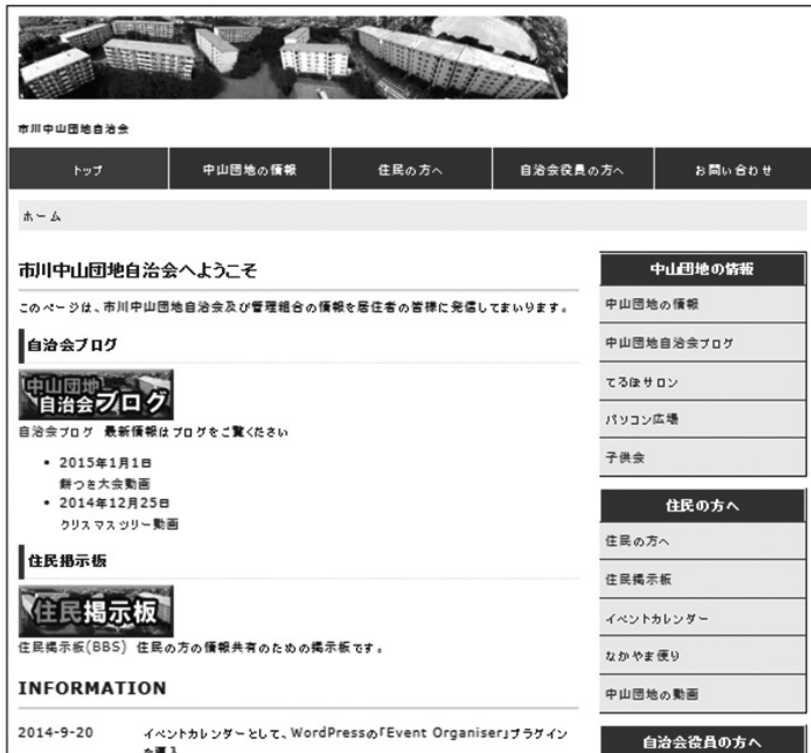 市川中山団地自治会
トップ
中山団地の情報
住民の方へ
自治会役員の方へ
お問い合わせ
ホーム
市川中山団地自治会へようこそ
このページは、市川中山団地自治会及び管理組合の情報を居住者の皆様に発信してまいります。
自治会ブログ
中山団地
自治会ブログ
自治会ブログ 最新情報はブログをご覧ください
• 2015年1月1日
餅つき大会動画
• 2014年12月25日
クリスマスツリー動画
住民掲示板
住民掲示板
住民掲示板(BBS) 住民の方の情報共有のための掲示板です。
INFORMATION
2014-9-20 イベントカレンダーとして、WordPressの「Event Organiser」プラグイン
を導入
中山団地の情報
中山団地の情報
中山団地自治会ブログ
てるぼサロン
パソコン広場
子供会
住民の方へ
住民の方へ
住民掲示板
イベントカレンダー
なかやま便り
中山団地の動画
自治会役員の方へ